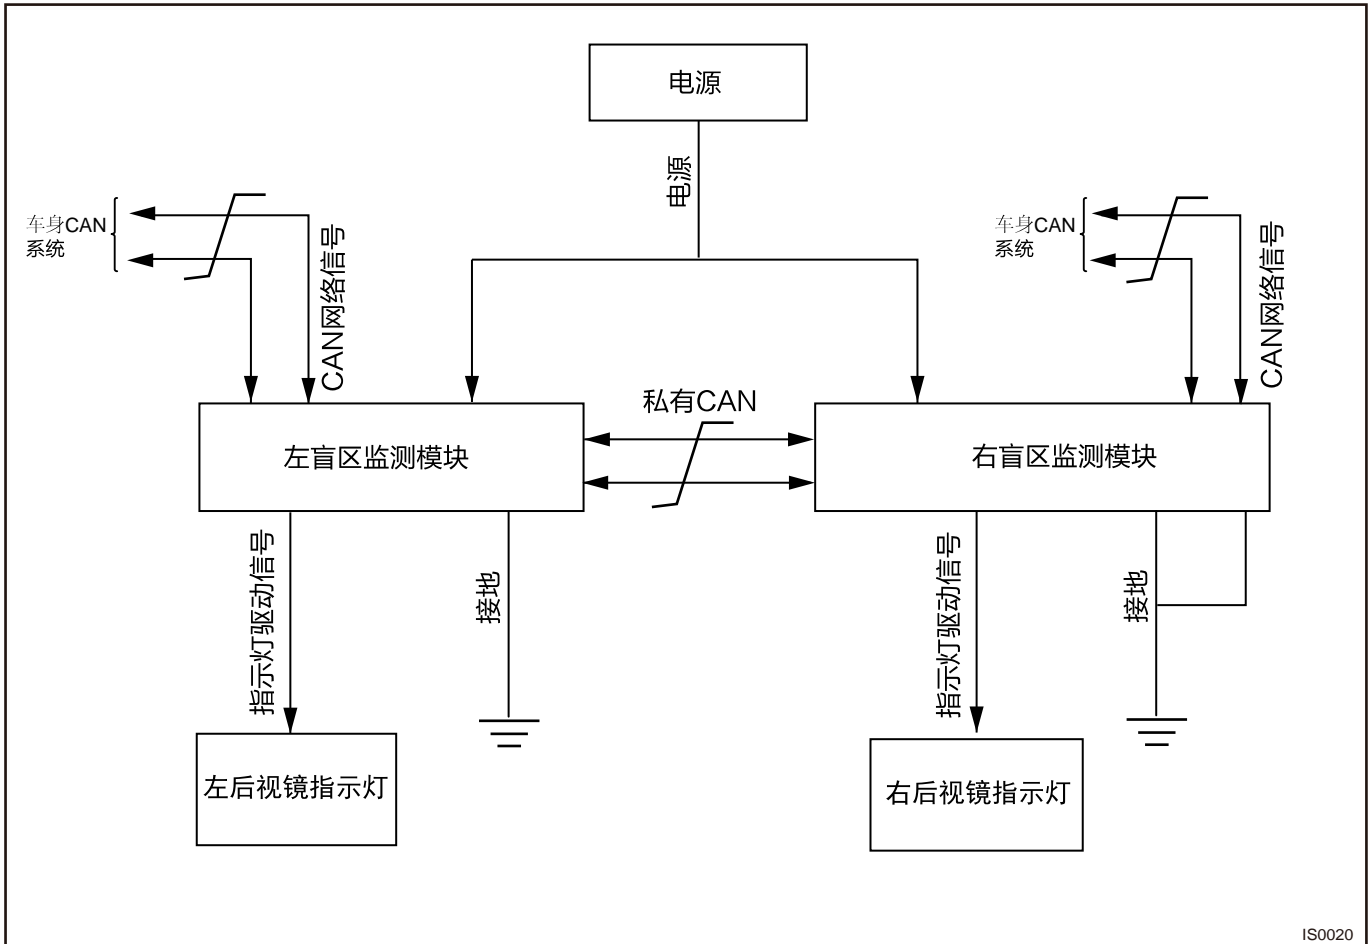 电源
电源
车身CAN
系统
CAN网络信号
车身CAN
系统
CAN网络信号
私有CAN
左盲区监测模块
右盲区监测模块
指示灯驱动信号
接地
指示灯驱动信号
接地
左后视镜指示灯
右后视镜指示灯
IS0020